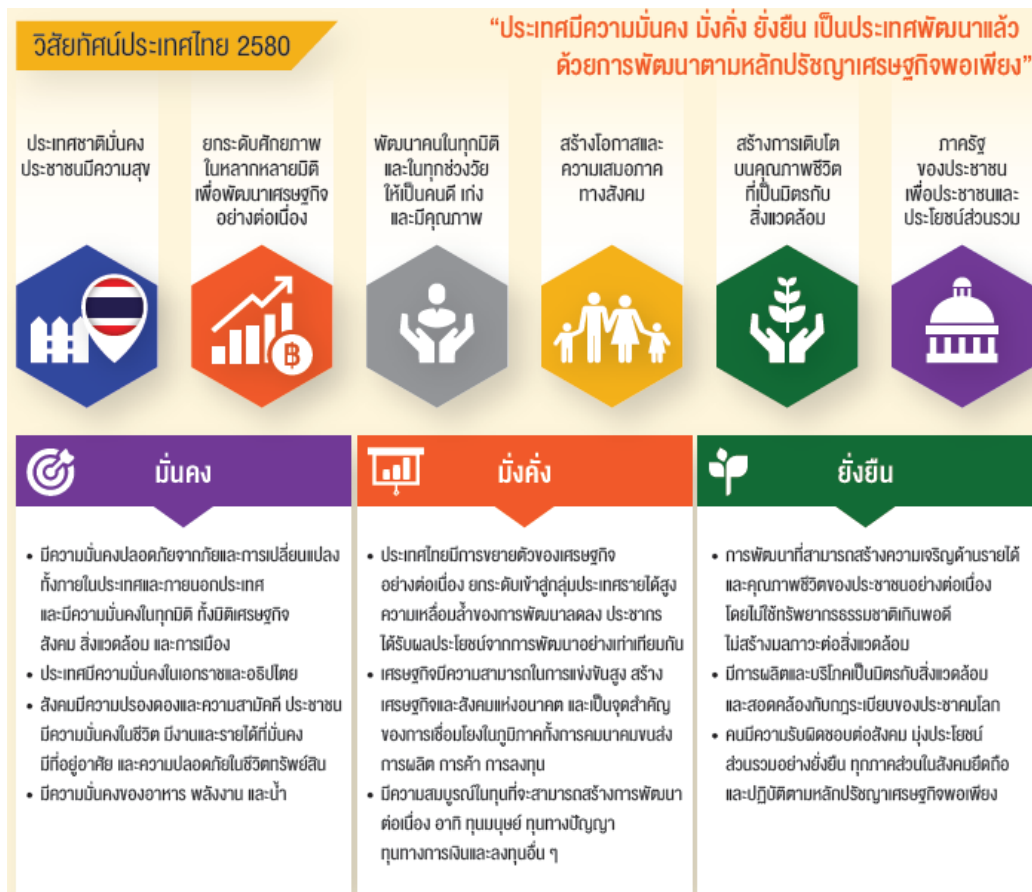 วิสัยทัศน์ประเทศไทย 2580
“ประเทศมีความมั่นคง มั่งคั่ง ยั่งยืน เป็นประเทศพัฒนาแล้ว
ด้วยการพัฒนาตามหลักปรัชญาเศรษฐกิจพอเพียง”
ประเทศชาติมั่นคง
ประชาชนมีความสุข
ยกระดับศักยภาพ
ในหลากหลายมิติ
เพื่อพัฒนาเศรษฐกิจ
อย่างต่อเนื่อง
พัฒนาคนในทุกมิติ
และในทุกช่วงวัย
ให้เป็นคนดี เก่ง
และมีคุณภาพ
สร้างโอกาสและ
ความเสมอภาค
ทางสังคม
สร้างการเติบโต
บนคุณภาพชีวิต
ที่เป็นมิตรกับ
สิ่งแวดล้อม
ภาครัฐ
ของประชาชน
เพื่อประชาชนและ
ประโยชน์ส่วนรวม
฿
มั่นคง
• มีความมั่นคงปลอดภัยจากภัยและการเปลี่ยนแปลง
ทั้งภายในประเทศและภายนอกประเทศ
และมีความมั่นคงในทุกมิติ ทั้งมิติเศรษฐกิจ
สังคม สิ่งแวดล้อม และการเมือง
• ประเทศมีความมั่นคงในเอกราชและอธิปไตย
• สังคมมีความปรองดองและความสามัคคี ประชาชน
มีความมั่นคงในชีวิต มีงานและรายได้ที่มั่นคง
มีที่อยู่อาศัย และความปลอดภัยในชีวิตทรัพย์สิน
• มีความมั่นคงของอาหาร พลังงาน และน้ำ
มั่งคั่ง
• ประเทศไทยมีการขยายตัวของเศรษฐกิจ
อย่างต่อเนื่อง ยกระดับเข้าสู่กลุ่มประเทศรายได้สูง
ความเหลื่อมล้ำของการพัฒนาลดลง ประชากร
ได้รับผลประโยชน์จากการพัฒนาอย่างเท่าเทียมกัน
• เศรษฐกิจมีความสามารถในการแข่งขันสูง สร้าง
เศรษฐกิจและสังคมแห่งอนาคต และเป็นจุดสำคัญ
ของการเชื่อมโยงในภูมิภาคทั้งการคมนาคมขนส่ง
การผลิต การค้า การลงทุน
• มีความสมบูรณ์ในทุนที่จะสามารถสร้างการพัฒนา
ต่อเนื่อง อาทิ ทุนมนุษย์ ทุนทางปัญญา
ทุนทางการเงินและลงทุนอื่น ๆ
ยั่งยืน
• การพัฒนาที่สามารถสร้างความเจริญด้านรายได้
และคุณภาพชีวิตของประชาชนอย่างต่อเนื่อง
โดยไม่ใช้ทรัพยากรธรรมชาติเกินพอดี
ไม่สร้างมลภาวะต่อสิ่งแวดล้อม
• มีการผลิตและบริโภคเป็นมิตรกับสิ่งแวดล้อม
และสอดคล้องกับกฎระเบียบของประชาคมโลก
• คนมีความรับผิดชอบต่อสังคม มุ่งประโยชน์
ส่วนรวมอย่างยั่งยืน ทุกภาคส่วนในสังคมยึดถือ
และปฏิบัติตามหลักปรัชญาเศรษฐกิจพอเพียง